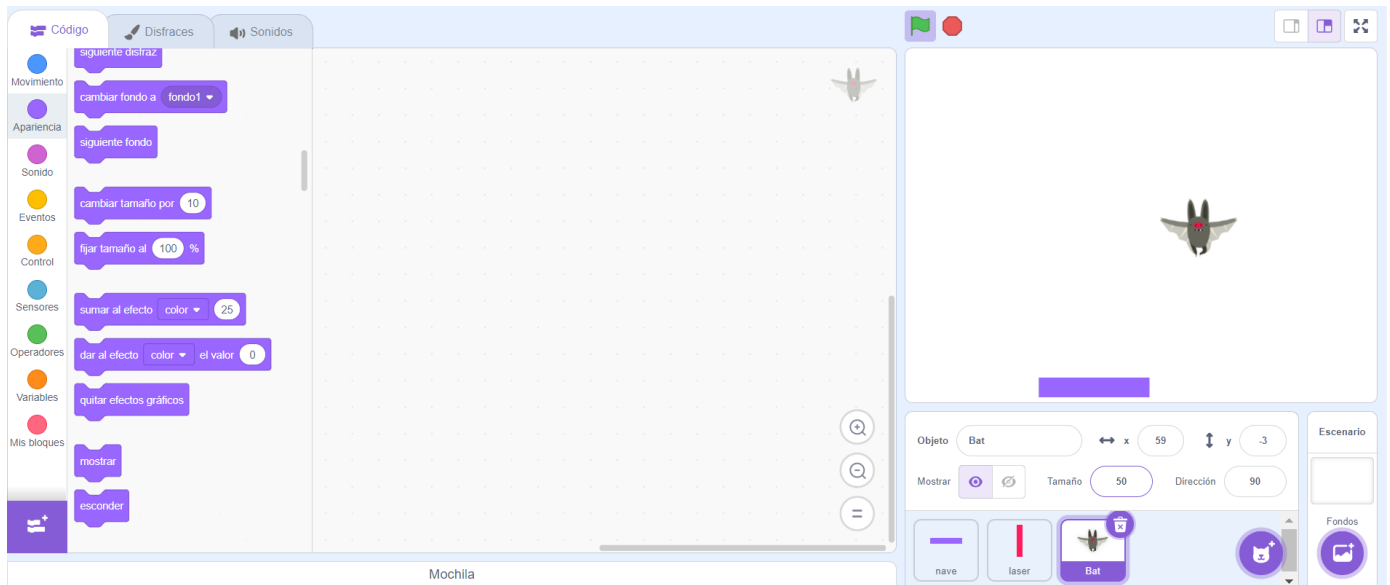 Código
Disfraces
Sonidos
Movimiento
Apariencia
Sonido
Eventos
Control
Sensores
Operadores
Variables
Mis bloques
siguiente disfraz
cambiar fondo a fondo1
siguiente fondo
cambiar tamaño por 10
fijar tamaño al 100 %
sumar al efecto color 25
dar al efecto color el valor 0
quitar efectos gráficos
mostrar
esconder
Mochila
Objeto Bat x 59 y -3
Mostrar Tamaño 50 Dirección 90
nave
laser
Bat
Escenario
Fondos